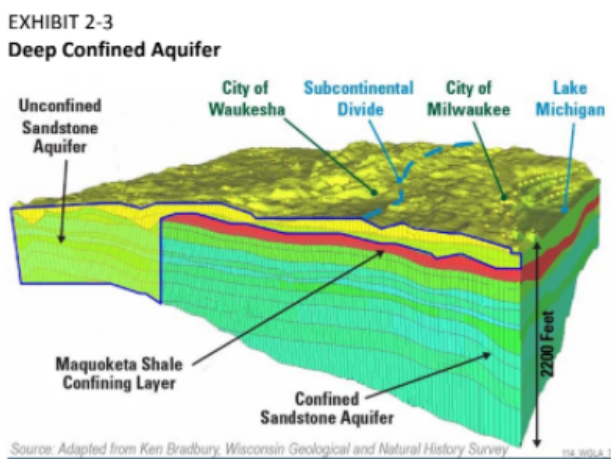 EXHIBIT 2-3
Deep Confined Aquifer
Unconfined
Sandstone
Aquifer
City of
Waukesha
Subcontinental
Divide
City of
Milwaukee
Lake
Michigan
2200 Feet
Maquoketa Shale
Confining Layer
Confined
Sandstone Aquifer
Source: Adapted from Ken Bradbury, Wisconsin Geological and Natural History Survey